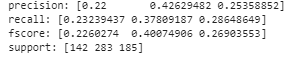 precision: [0.22       0.42629482 0.25358852]
recall: [0.23239437 0.37809187 0.28648649]
fscore: [0.2260274  0.40074906 0.26903553]
support: [142 283 185]